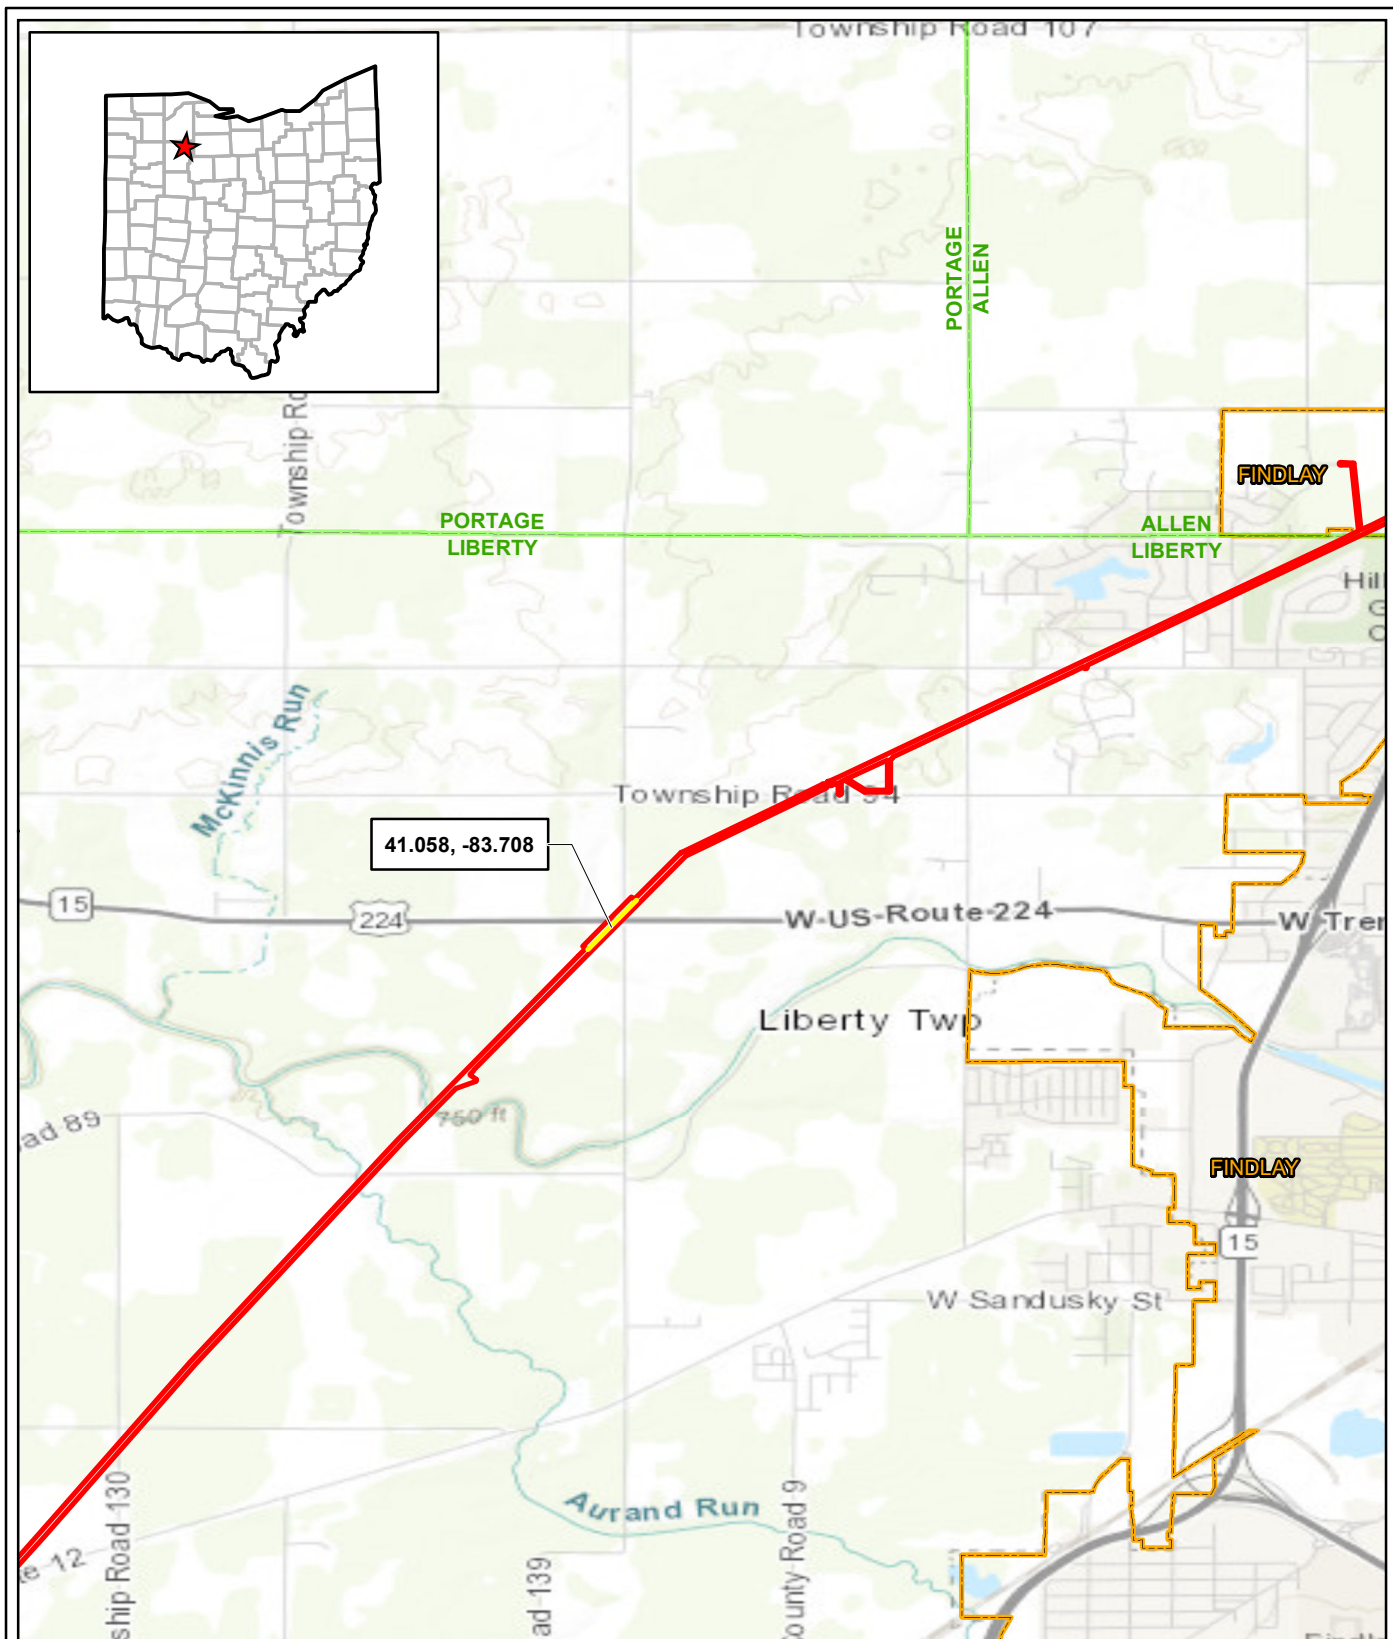 Township Road 107
PORTAGE
ALLEN
Township Ro
FINDLAY
PORTAGE
LIBERTY
ALLEN
LIBERTY
Hill
G
McKinnis Run
Township Road 94
41.058, -83.708
15
224
W US Route 224
W Tren
Liberty Twp
750 ft
ad 89
FINDLAY
15
W Sandusky St
Aurand Run
ship Road 130
e 12
ad 139
County Road 9